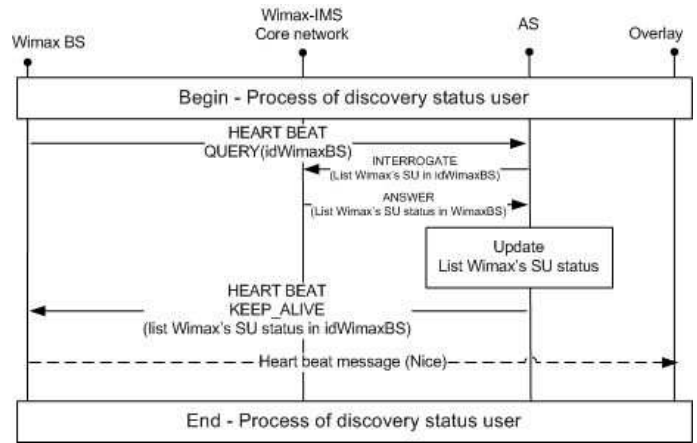 Wimax BS
Wimax-IMS
Core network
AS
Overlay
Begin - Process of discovery status user
HEART BEAT
QUERY(idWimaxBS)
INTERROGATE
(List Wimax's SU in idWimaxBS)
ANSWER
(List Wimax's SU status in WimaxBS)
Update
List Wimax's SU status
HEART BEAT
KEEP_ALIVE
(list Wimax's SU status in idWimaxBS)
Heart beat message (Nice)
End - Process of discovery status user